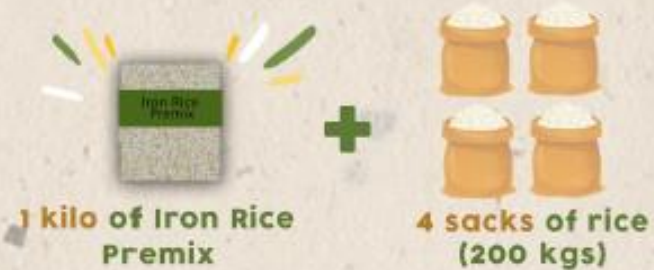 Iron Rice
Premix
1 kilo of Iron Rice
Premix
4 sacks of rice
(200 kgs)